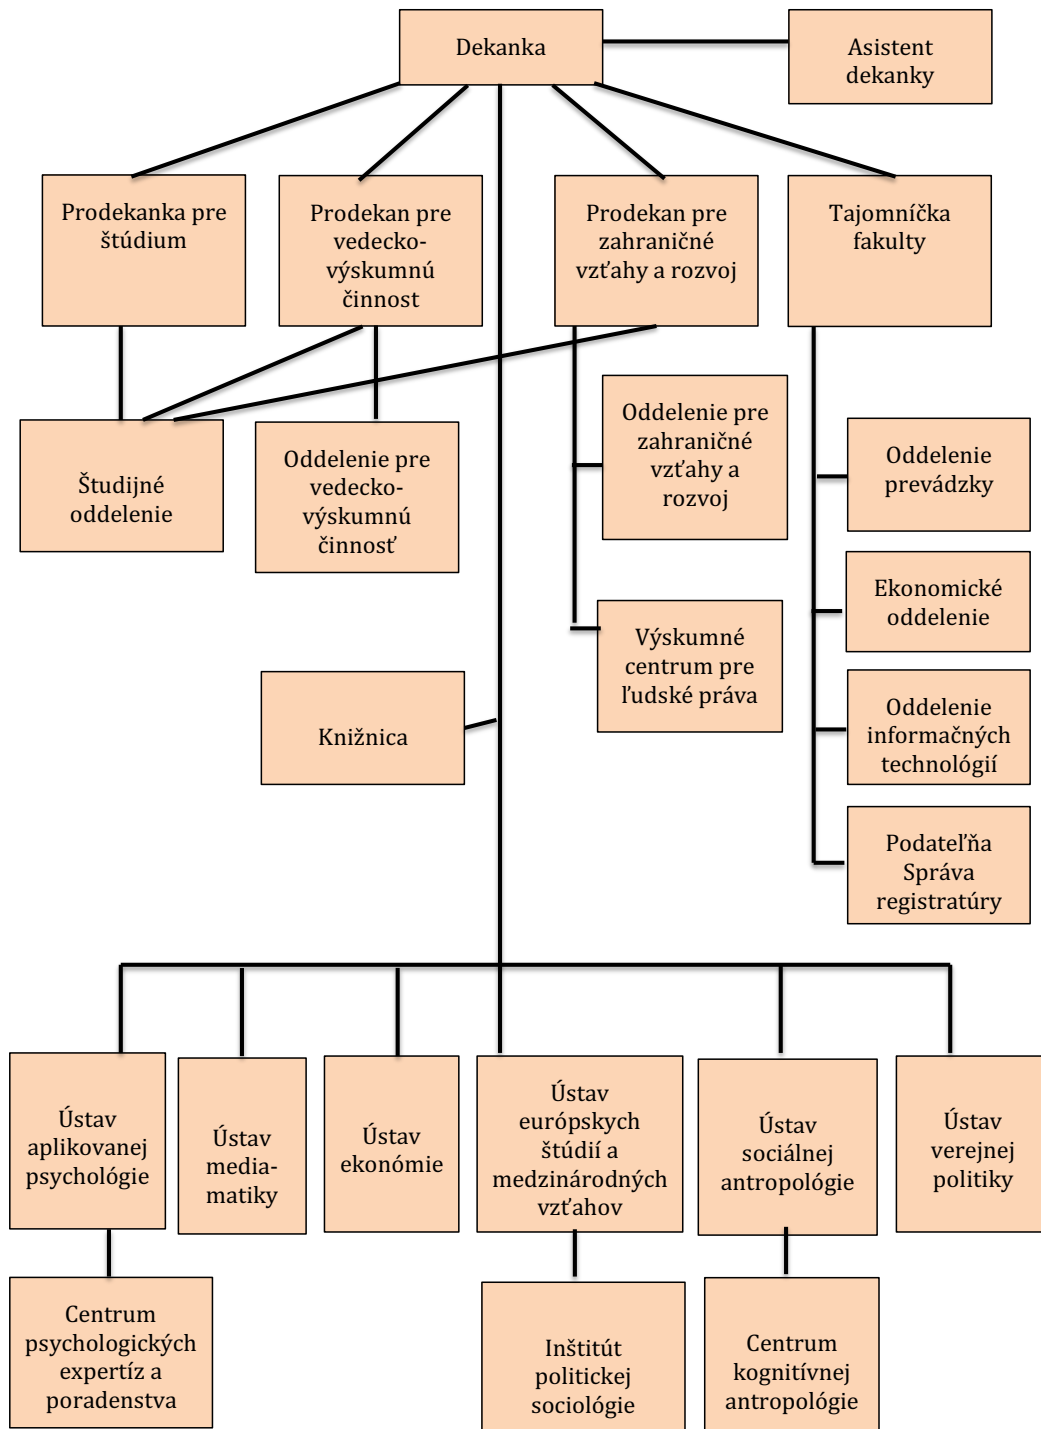 Dekanka
Asistent
dekanky
Prodekanka pre
štúdium
Prodekan pre
vedecko-
výskumnú
činnost
Prodekan pre
zahraničné
vzťahy a rozvoj
Tajomníčka
fakulty
Študijné
oddelenie
Oddelenie pre
vedecko-
výskumnú
činnosť
Oddelenie pre
zahraničné
vzťahy a
rozvoj
Oddelenie
prevádzky
Ekonomické
oddelenie
Výskumné
centrum pre
ľudské práva
Knižnica
Oddelenie
informačných
technológií
Podateľňa
Správa
registratúry
Ústav
aplikovanej
psychológie
Ústav
media-
matiky
Ústav
ekonómie
Ústav
európskych
štúdií a
medzinárodných
vzťahov
Ústav
sociálnej
antropológie
Ústav
verejnej
politiky
Centrum
psychologických
expertíz a
poradenstva
Inštitút
politickej
sociológie
Centrum
kognitívnej
antropológie